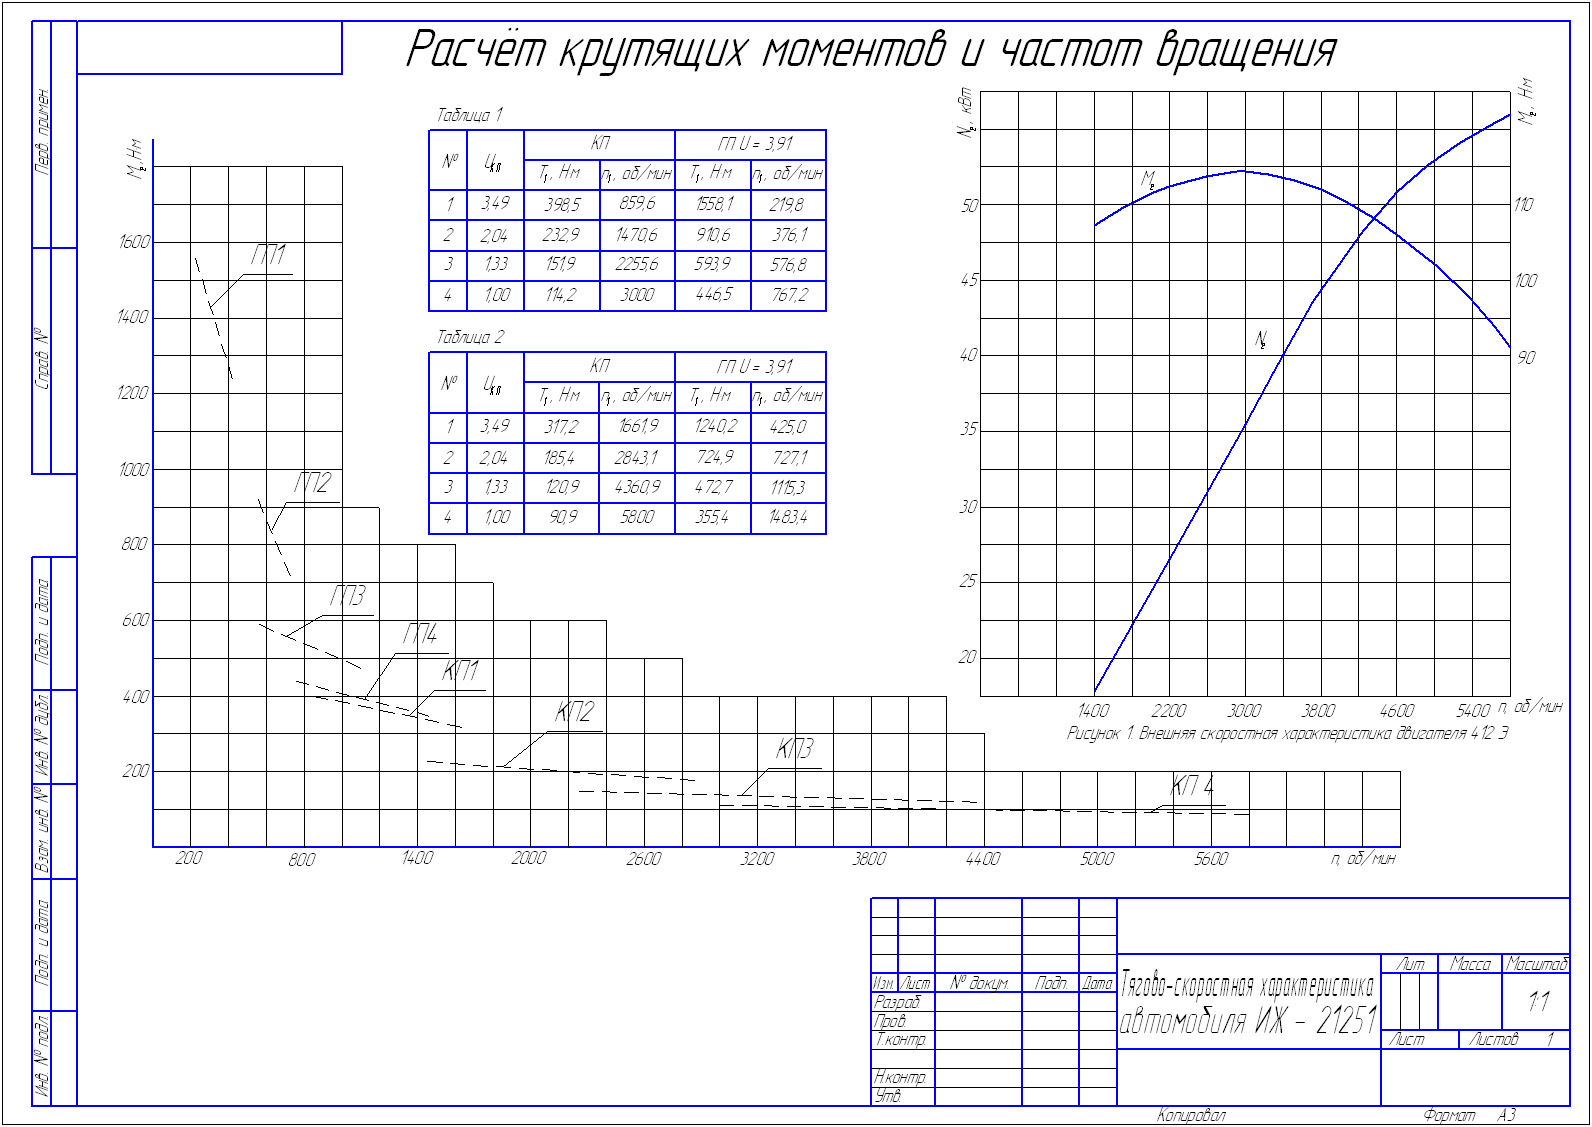 Расчёт крутящих моментов и частот вращения
Перв. примен.
Справ. №
Подп. и дата
Инв. № дубл.
Взам. инв. №
Подп. и дата
Инв. № подл.
Таблица 1
№ Uкп КП ГП U = 3,91
T1, Нм n1, об/мин T1, Нм n1, об/мин
1 3,49 398,5 859,6 1558,1 219,8
2 2,04 232,9 1470,6 910,6 376,1
3 1,33 151,9 2255,6 593,9 576,8
4 1,00 114,2 3000 446,5 767,2
Таблица 2
№ Uкп КП ГП U = 3,91
T1, Нм n1, об/мин T1, Нм n1, об/мин
1 3,49 317,2 1661,9 1240,2 425,0
2 2,04 185,4 2843,1 724,9 727,1
3 1,33 120,9 4360,9 472,7 1115,3
4 1,00 90,9 5800 355,4 1483,4
Mе, Нм
1600
1400
1200
1000
800
600
400
200
ГП1
ГП2
ГП3
ГП4
КП1
КП2
КП3
КП 4
200 800 1400 2000 2600 3200 3800 4400 5000 5600 n, об/мин
Nе, кВт
Mе, Нм
50
45
40
35
30
25
20
Mе
Nе
110
100
90
1400 2200 3000 3800 4600 5400 n, об/мин
Рисунок 1. Внешняя скоростная характеристика двигателя 412 Э
Изм. Лист № докум. Подп. Дата
Разраб.
Пров.
Т.контр.
Н.контр.
Утв.
Тягово-скоростная характеристика
автомобиля ИЖ - 21251
Лит. Масса Масштаб
1:1
Лист Листов 1
Копировал Формат А3